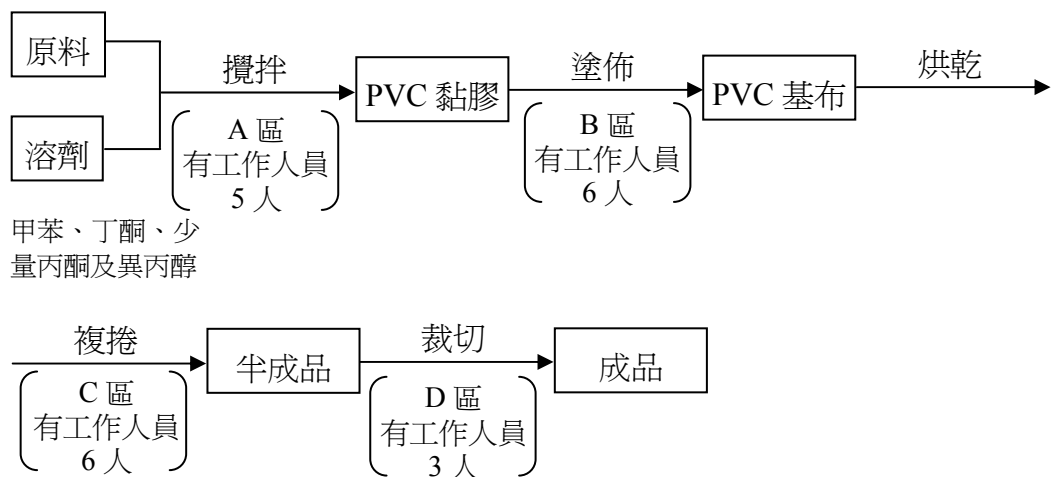 原料
攪拌
PVC 黏膠
塗佈
PVC 基布
烘乾
溶劑
A 區
有工作人員
5 人
B 區
有工作人員
6 人
甲苯、丁酮、少
量丙酮及異丙醇
複捲
半成品
裁切
成品
C 區
有工作人員
6 人
D 區
有工作人員
3 人